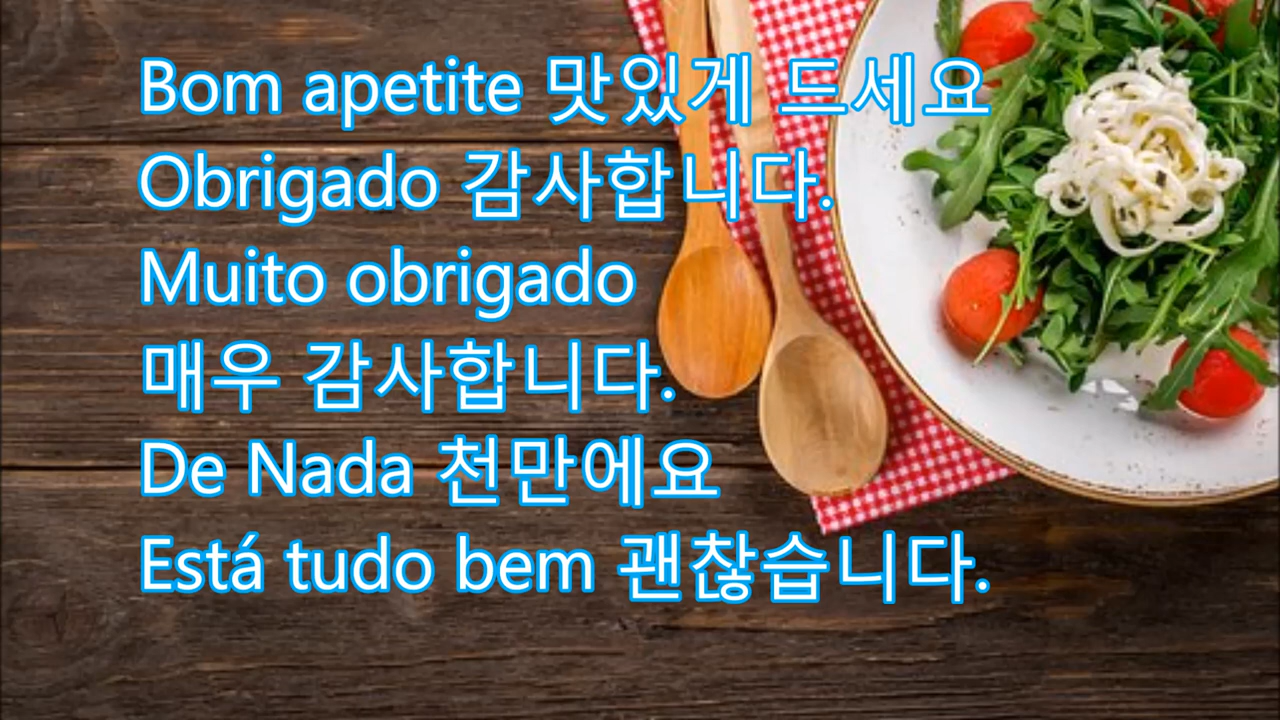 Bom apetite 맛있게 드세요
Obrigado 감사합니다.
Muito obrigado
매우 감사합니다.
De Nada 천만에요
Está tudo bem 괜찮습니다.